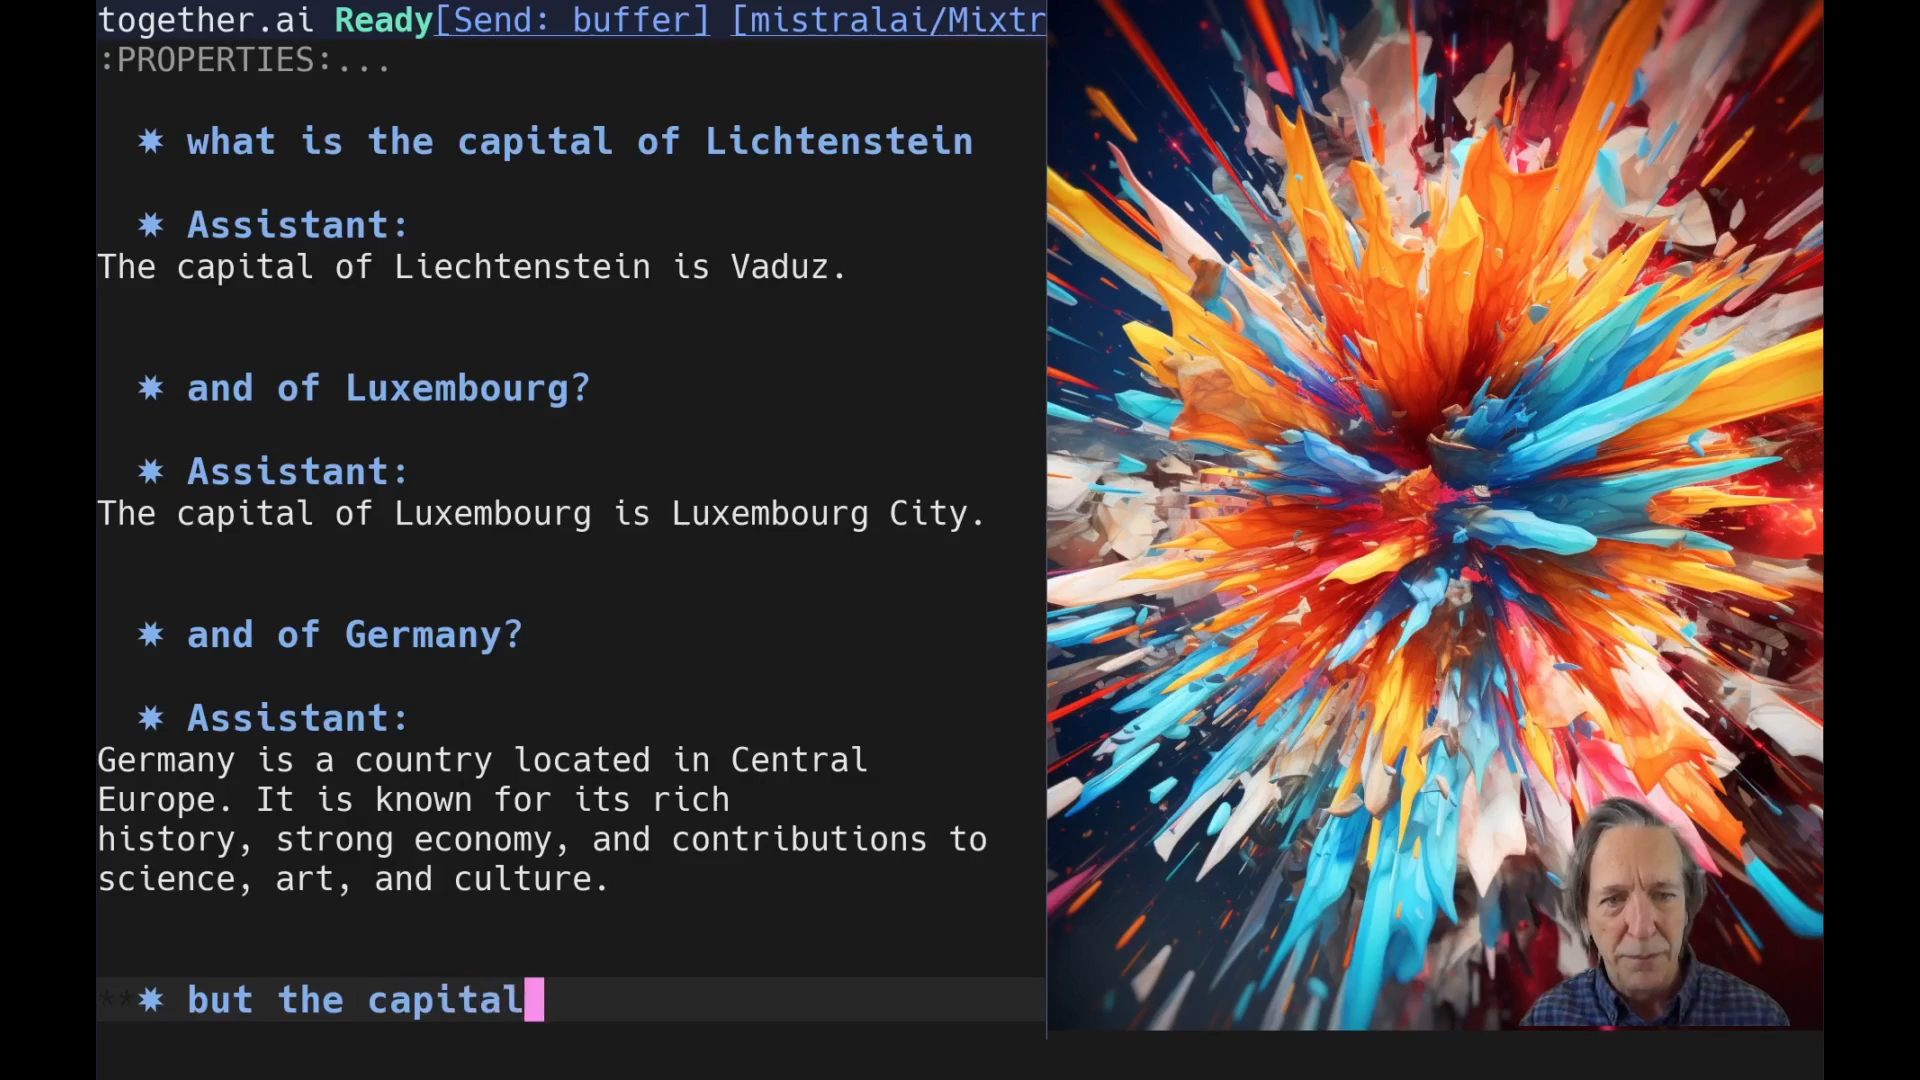 together.ai Ready[Send: buffer] [mistralai/Mixtr
:PROPERTIES:...
✸ what is the capital of Lichtenstein
✸ Assistant:
The capital of Liechtenstein is Vaduz.
✸ and of Luxembourg?
✸ Assistant:
The capital of Luxembourg is Luxembourg City.
✸ and of Germany?
✸ Assistant:
Germany is a country located in Central
Europe. It is known for its rich
history, strong economy, and contributions to
science, art, and culture.
**✸ but the capital